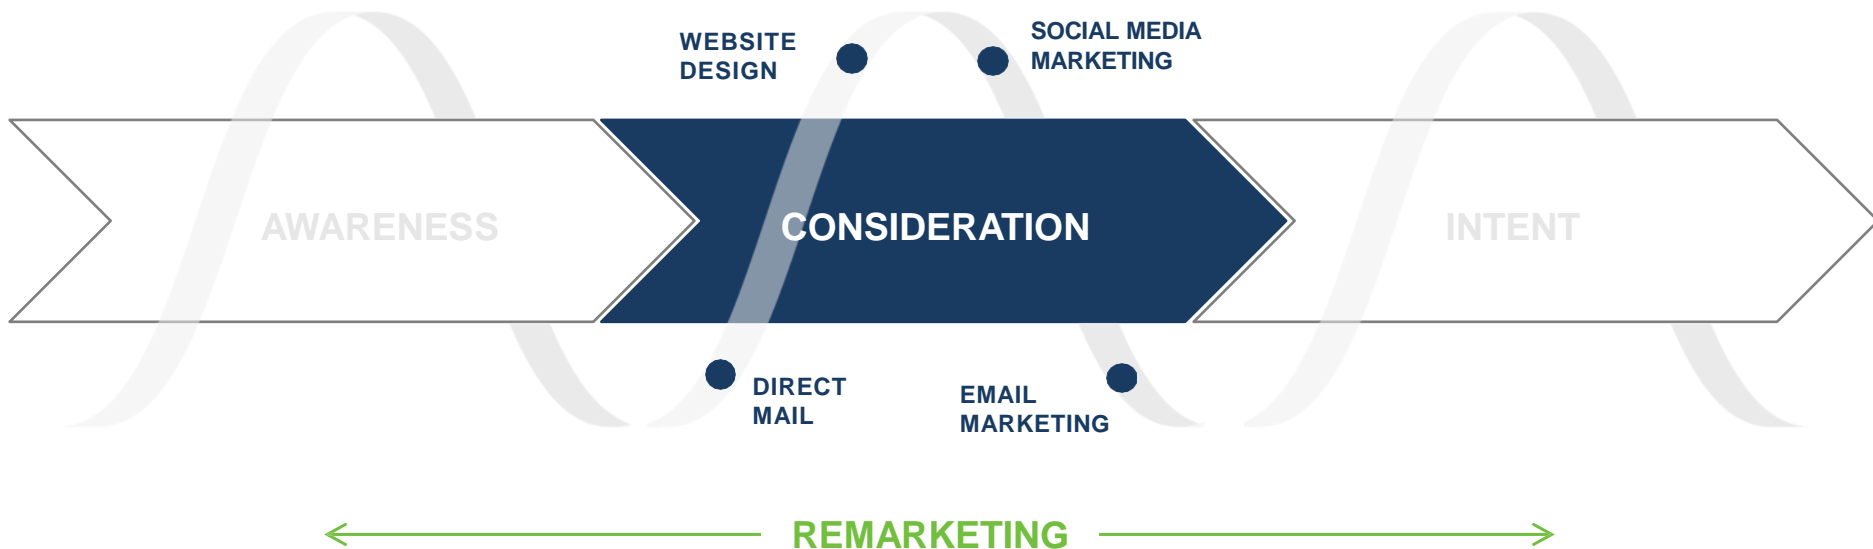 WEBSITE
DESIGN
SOCIAL MEDIA
MARKETING
AWARENESS
CONSIDERATION
INTENT
DIRECT
MAIL
EMAIL
MARKETING
REMARKETING